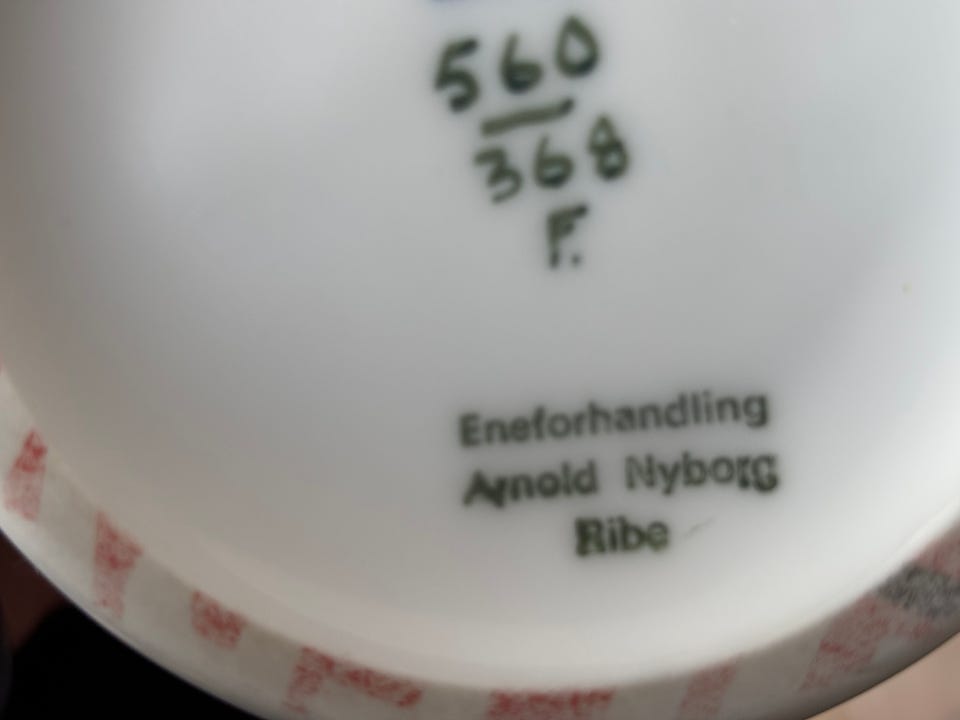 560
368
F.
Eneforhandling
Arnold Nyborg
Ribe